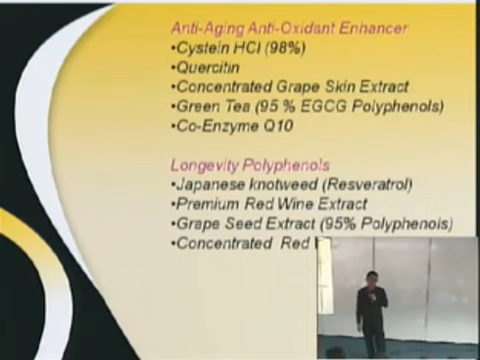 Anti-Aging Anti-Oxidant Enhancer
•Cystein HCl (98%)
•Quercitin
•Concentrated Grape Skin Extract
•Green Tea (95 % EGCG Polyphenols)
•Co-Enzyme Q10
Longevity Polyphenols
•Japanese knotweed (Resveratrol)
•Premium Red Wine Extract
•Grape Seed Extract (95% Polyphenols)
•Concentrated Red